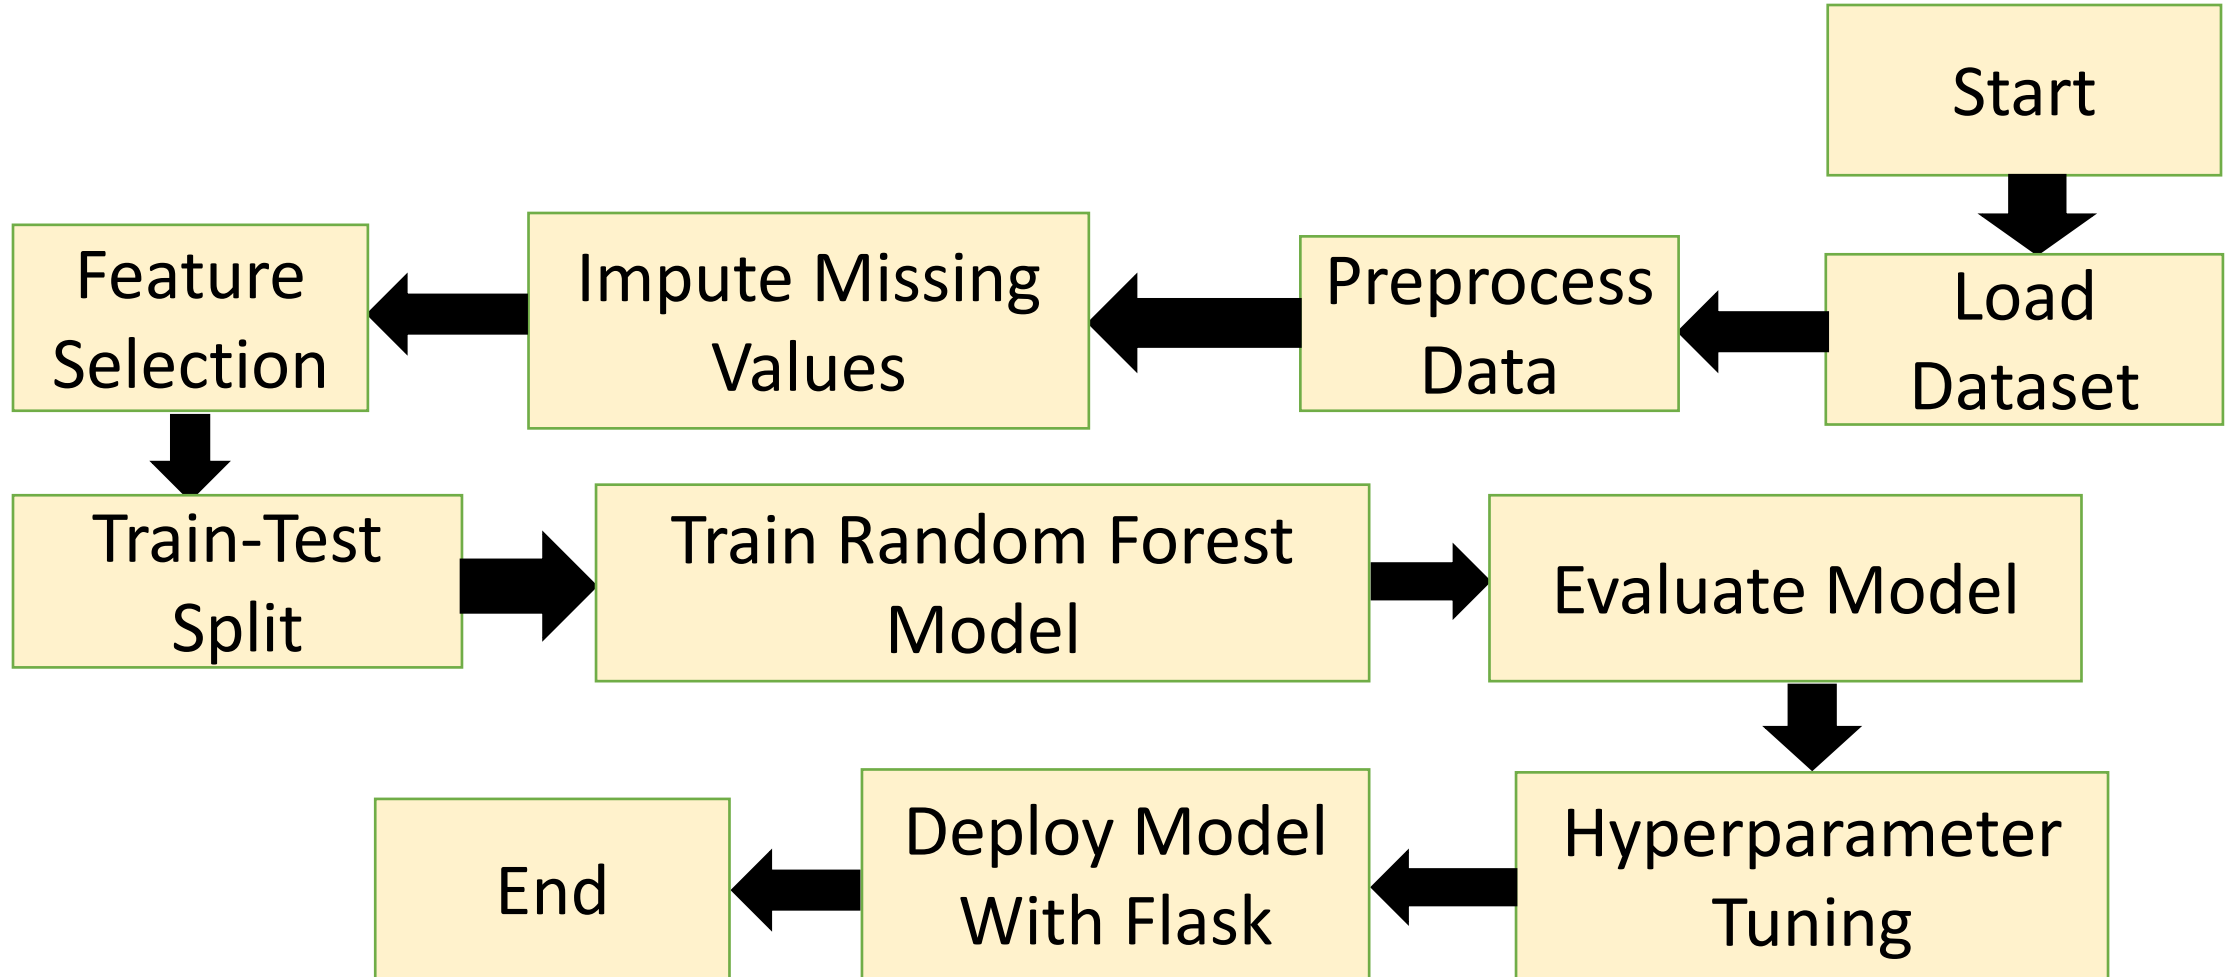 Start
Load
Dataset
Preprocess
Data
Impute Missing
Values
Feature
Selection
Train-Test
Split
Train Random Forest
Model
Evaluate Model
Hyperparameter
Tuning
Deploy Model
With Flask
End